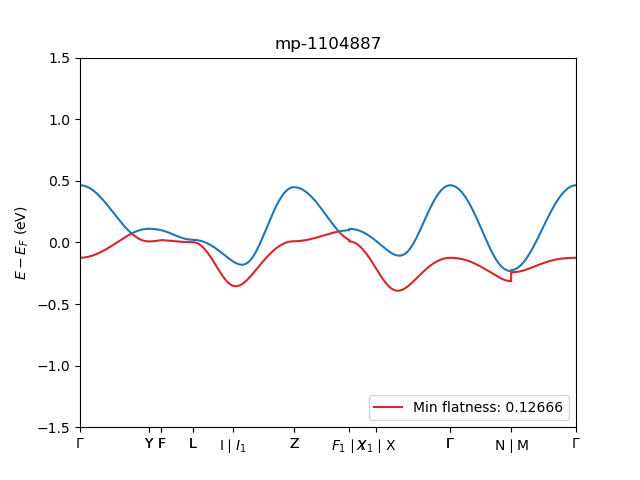 mp-1104887
1.5
1.0
0.5
0.0
−0.5
−1.0
−1.5
E − E_F (eV)
Min flatness: 0.12666
Γ Y F L I | I₁ Z F₁ | X₁ | X Γ N | M Γ